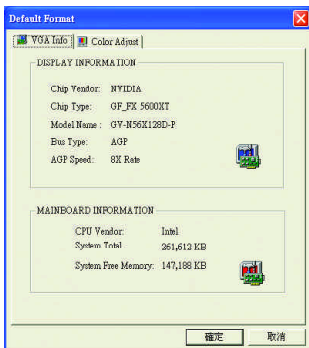 Default Format
VGA Info
Color Adjust
DISPLAY INFORMATION
Chip Vendor: NVIDIA
Chip Type: GF_FX 5600XT
Model Name : GV-N56X128D-P
Bus Type: AGP
AGP Speed: 8X Rate
MAINBOARD INFORMATION
CPU Vendor: Intel
System Total 261,612 KB
System Free Memory: 147,188 KB
確定
取消